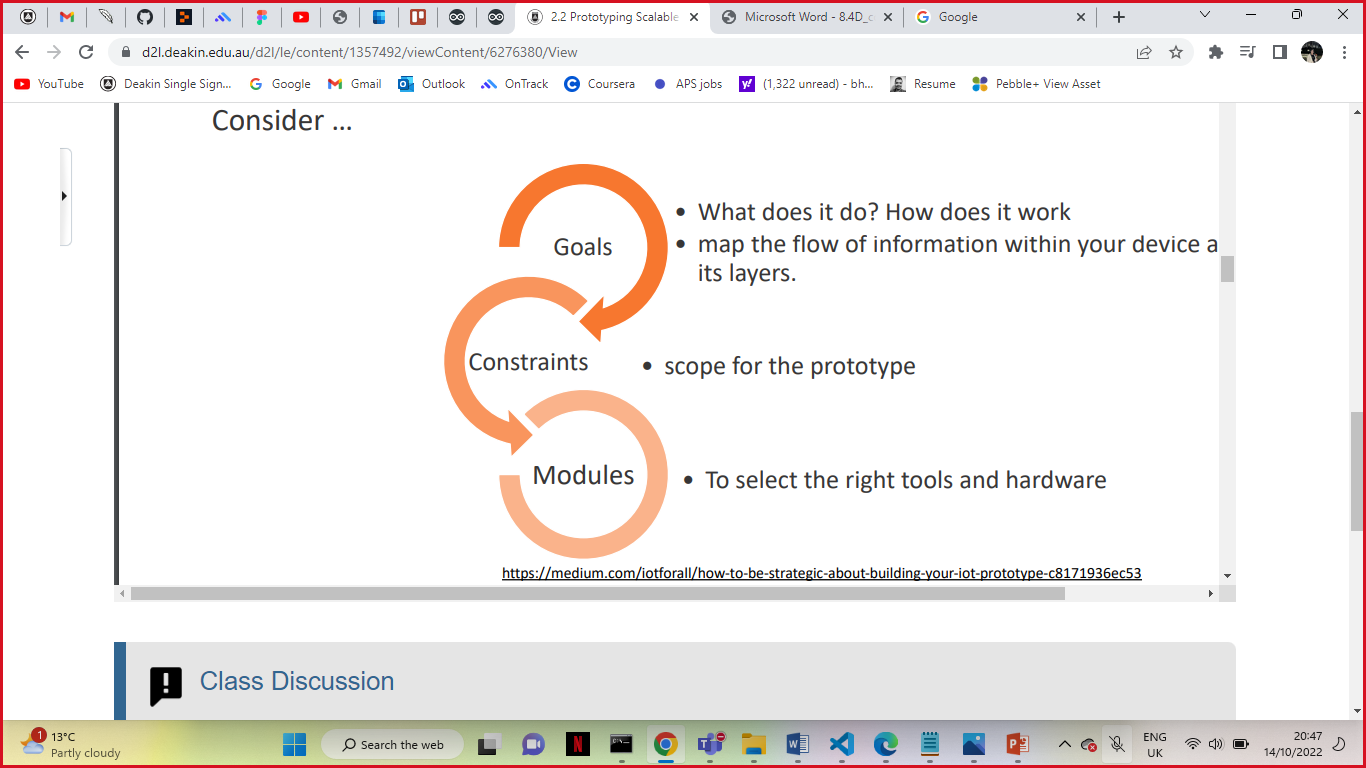 2.2 Prototyping Scalable
Microsoft Word - 8.4D_c
Google
d2l.deakin.edu.au/d2l/le/content/1357492/viewContent/6276380/View
YouTube
Deakin Single Sign...
Google
Gmail
Outlook
OnTrack
Coursera
APS jobs
(1,322 unread) - bh...
Resume
Pebble+ View Asset
Consider ...
Goals
• What does it do? How does it work
• map the flow of information within your device a
its layers.
Constraints
• scope for the prototype
Modules
• To select the right tools and hardware
https://medium.com/iotforall/how-to-be-strategic-about-building-your-iot-prototype-c8171936ec53
Class Discussion
1
13°C
Partly cloudy
Search the web
ENG
UK
20:47
14/10/2022